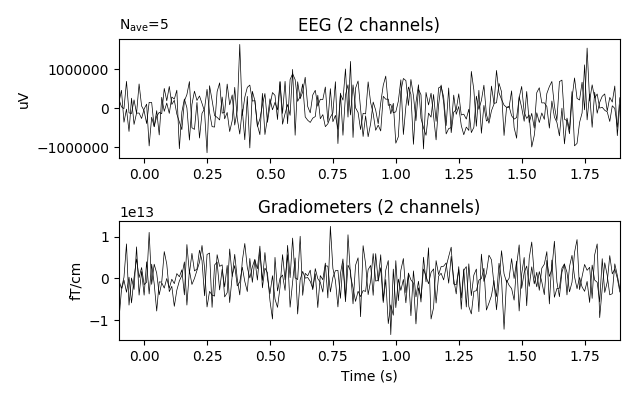 N_ave=5
EEG (2 channels)
uV
1000000
0
−1000000
0.00 0.25 0.50 0.75 1.00 1.25 1.50 1.75
1e13
Gradiometers (2 channels)
fT/cm
1
0
−1
0.00 0.25 0.50 0.75 1.00 1.25 1.50 1.75
Time (s)